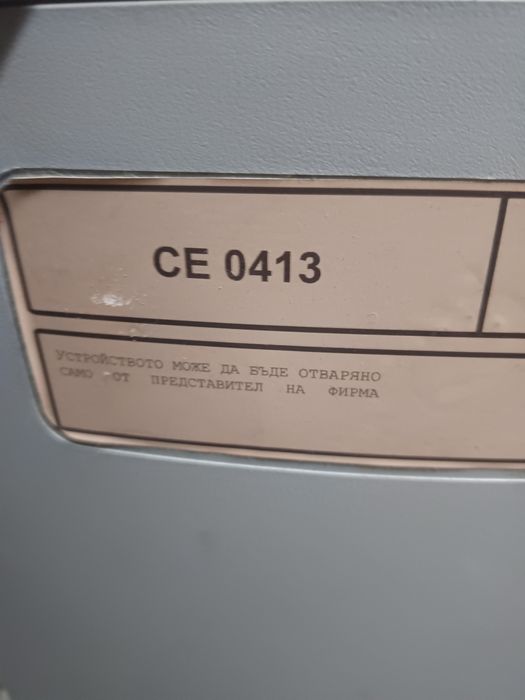 CE 0413
УСТРОЙСТВОТО МОЖЕ ДА БЪДЕ ОТВАРЯНО
САМО ОТ ПРЕДСТАВИТЕЛ НА ФИРМА